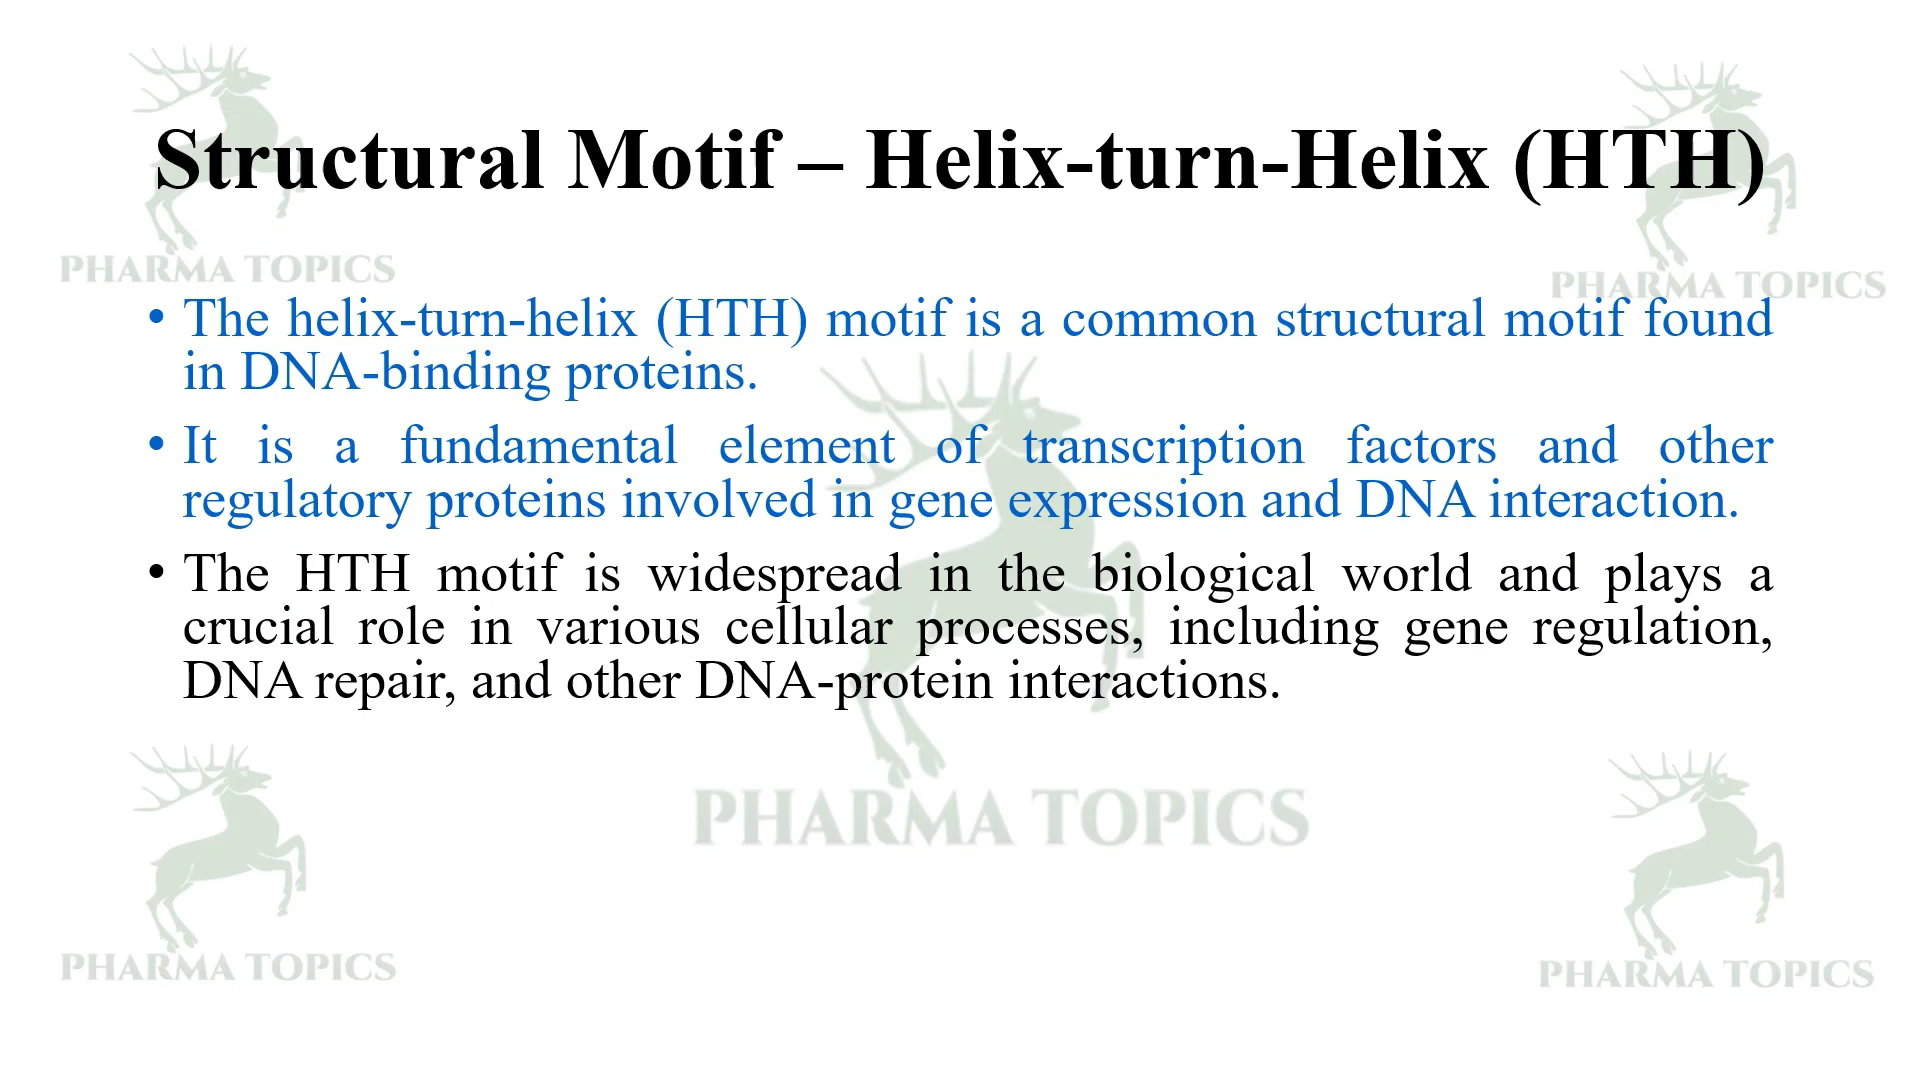 Structural Motif – Helix-turn-Helix (HTH)
PHARMA TOPICS
PHARMA TOPICS
• The helix-turn-helix (HTH) motif is a common structural motif found
in DNA-binding proteins.
• It is a fundamental element of transcription factors and other
regulatory proteins involved in gene expression and DNA interaction.
• The HTH motif is widespread in the biological world and plays a
crucial role in various cellular processes, including gene regulation,
DNA repair, and other DNA-protein interactions.
PHARMA TOPICS
PHARMA TOPICS
PHARMA TOPICS